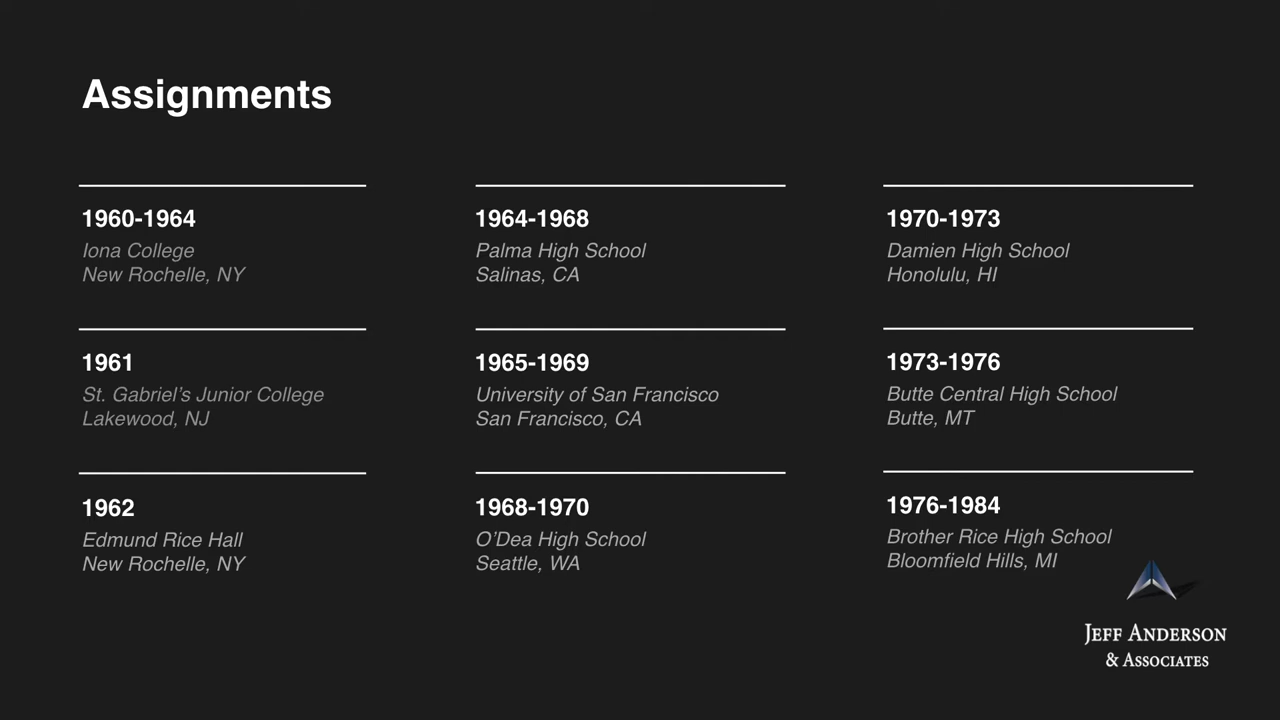 Assignments
1960-1964
Iona College
New Rochelle, NY
1961
St. Gabriel’s Junior College
Lakewood, NJ
1962
Edmund Rice Hall
New Rochelle, NY
1964-1968
Palma High School
Salinas, CA
1965-1969
University of San Francisco
San Francisco, CA
1968-1970
O’Dea High School
Seattle, WA
1970-1973
Damien High School
Honolulu, HI
1973-1976
Butte Central High School
Butte, MT
1976-1984
Brother Rice High School
Bloomfield Hills, MI
JEFF ANDERSON
& ASSOCIATES